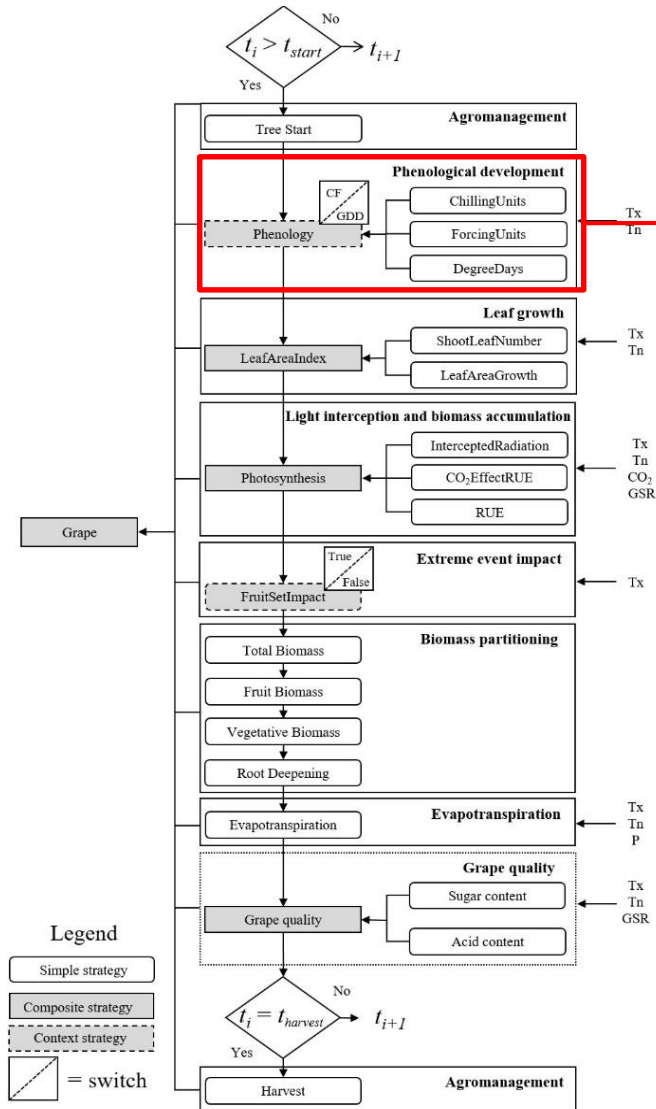 No
t_i > t_start
t_i+1
Yes
Agromanagement
Tree Start
Phenological development
CF
GDD
ChillingUnits
Phenology
ForcingUnits
DegreeDays
Tx
Tn
Leaf growth
ShootLeafNumber
LeafAreaIndex
LeafAreaGrowth
Tx
Tn
Light interception and biomass accumulation
InterceptedRadiation
Photosynthesis
CO₂EffectRUE
RUE
Tx
Tn
CO₂
GSR
Grape
Extreme event impact
True
False
FruitSetImpact
Tx
Biomass partitioning
Total Biomass
Fruit Biomass
Vegetative Biomass
Root Deepening
Evapotranspiration
Evapotranspiration
Tx
Tn
P
Grape quality
Sugar content
Grape quality
Acid content
Tx
Tn
GSR
Legend
Simple strategy
Composite strategy
Context strategy
= switch
No
t_i = t_harvest
t_i+1
Yes
Agromanagement
Harvest